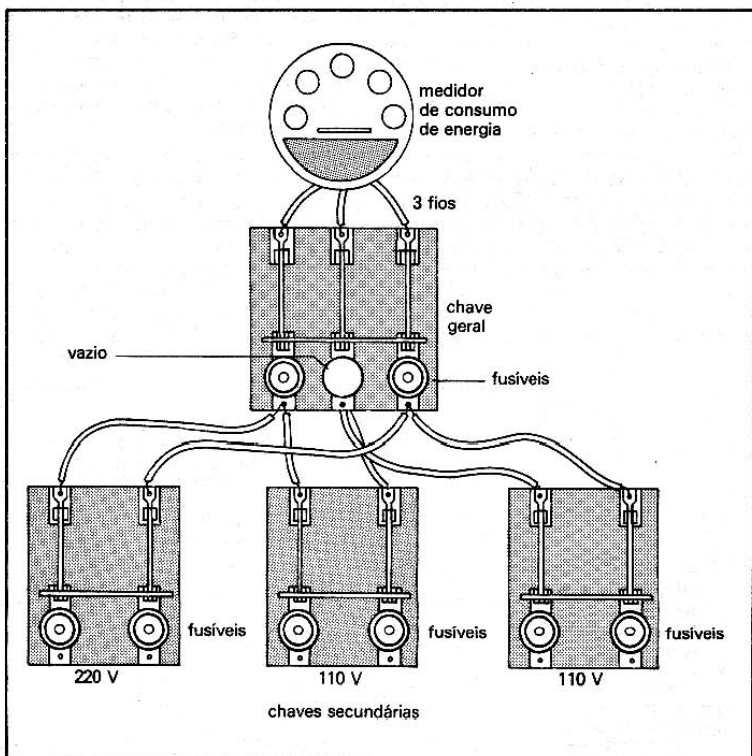 medidor
de consumo
de energia
3 fios
chave
geral
vazio
fusíveis
fusíveis
fusíveis
fusíveis
220 V
110 V
110 V
chaves secundárias